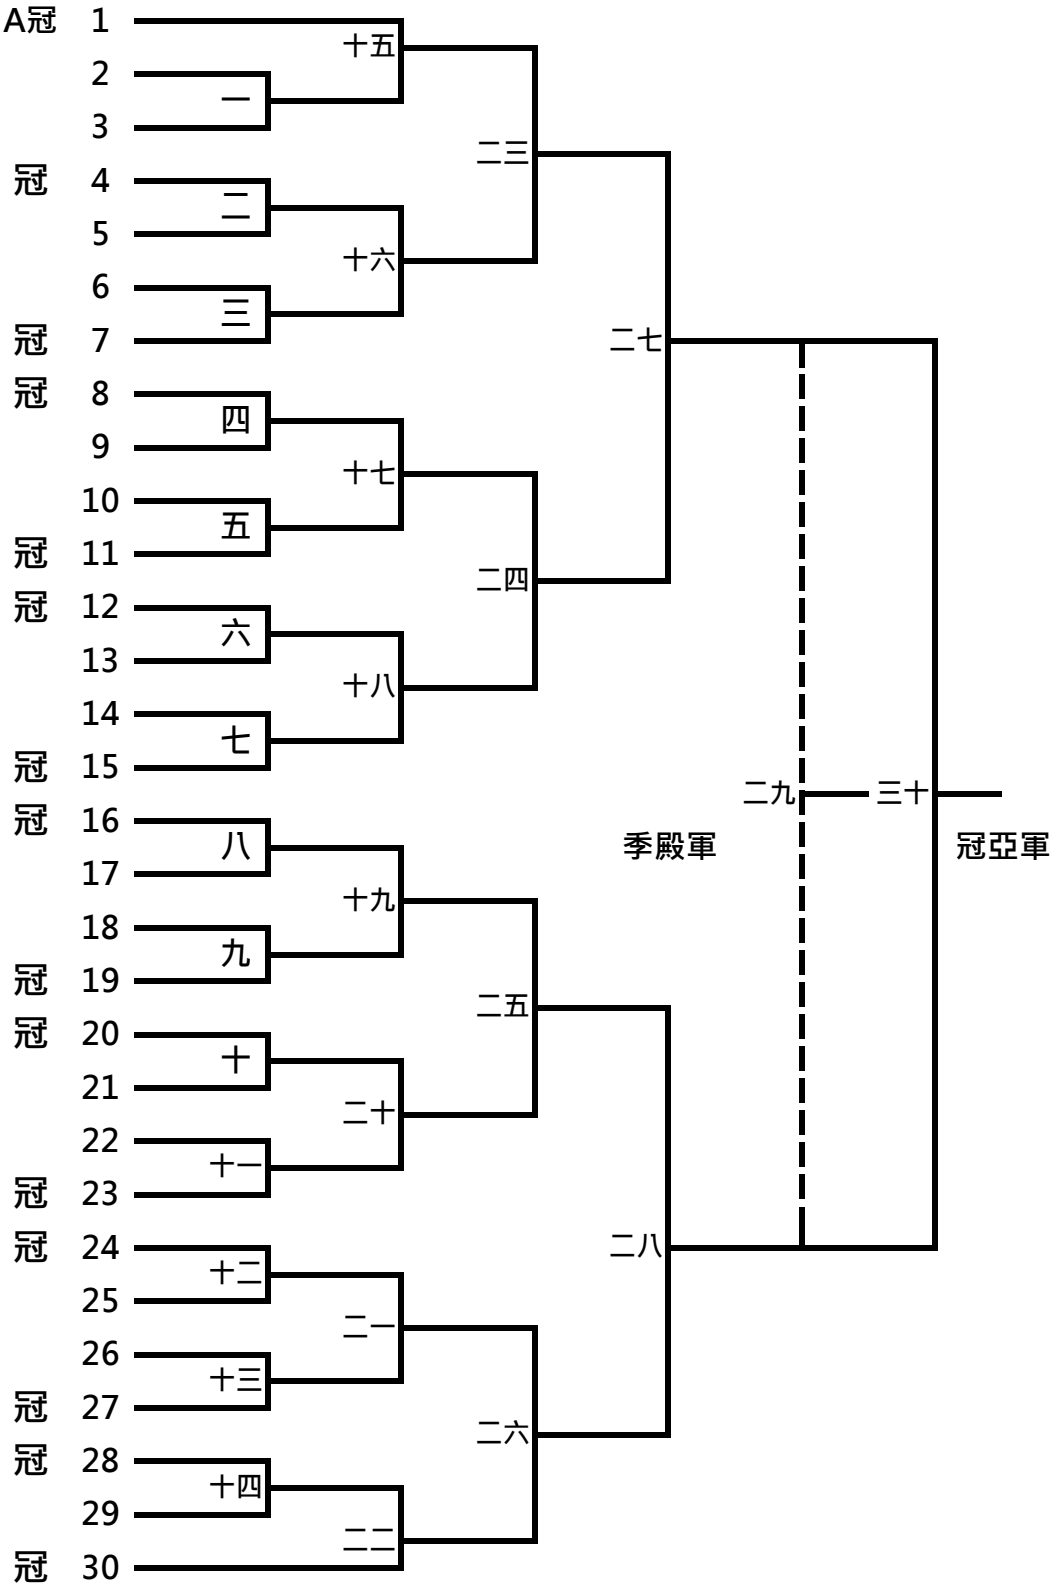 A冠 1
十五
2
一
3
二三
冠 4
二
5
十六
6
三
冠 7
二七
冠 8
四
9
十七
10
五
冠 11
二四
冠 12
六
13
十八
14
七
冠 15
二九 三十
冠 16
八 季殿軍 冠亞軍
17
十九
18
九
冠 19
二五
冠 20
十
21
二十
22
十一
冠 23
冠 24 二八
十二
25
二一
26
十三
冠 27
二六
冠 28
十四
29
二二
冠 30